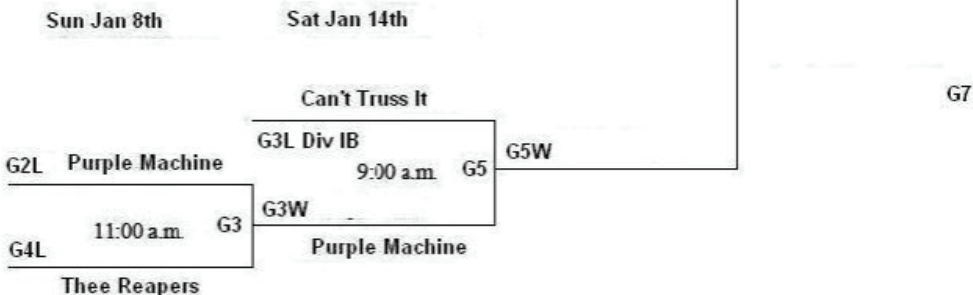 Sun Jan 8th
Sat Jan 14th
Can't Truss It
G7
G3L Div IB
9:00 a.m.
G5
G5W
G2L
Purple Machine
G3W
11:00 a.m.
G3
G4L
Purple Machine
Thee Reapers